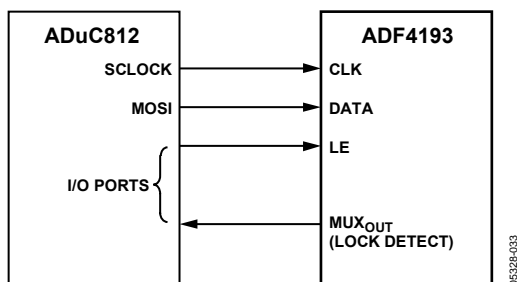 ADuC812
ADF4193
SCLOCK
CLK
MOSI
DATA
LE
I/O PORTS
MUXOUT
(LOCK DETECT)
05328-033